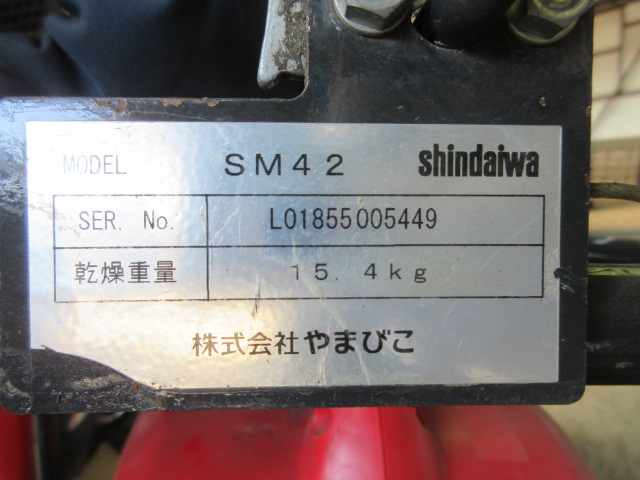 MODEL SM42 shindaiwa
SER. No. L01855005449
乾燥重量 15.4kg
株式会社やまびこ